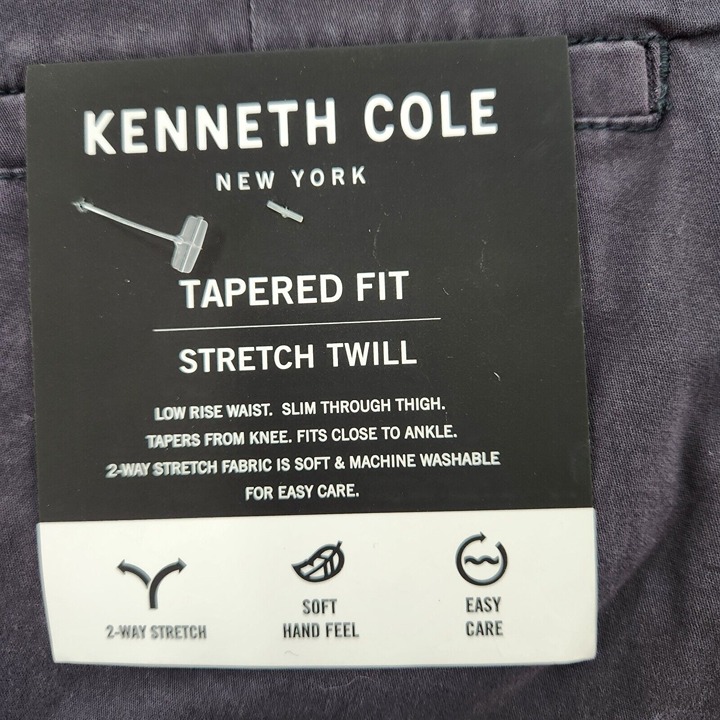 KENNETH COLE
NEW YORK
TAPERED FIT
STRETCH TWILL
LOW RISE WAIST. SLIM THROUGH THIGH.
TAPERS FROM KNEE. FITS CLOSE TO ANKLE.
2-WAY STRETCH FABRIC IS SOFT & MACHINE WASHABLE
FOR EASY CARE.
2-WAY STRETCH
SOFT
HAND FEEL
EASY
CARE